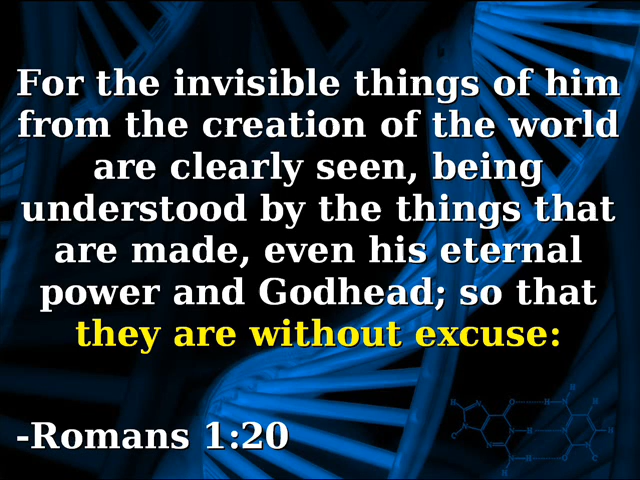 For the invisible things of him
from the creation of the world
are clearly seen, being
understood by the things that
are made, even his eternal
power and Godhead; so that
they are without excuse:
-Romans 1:20